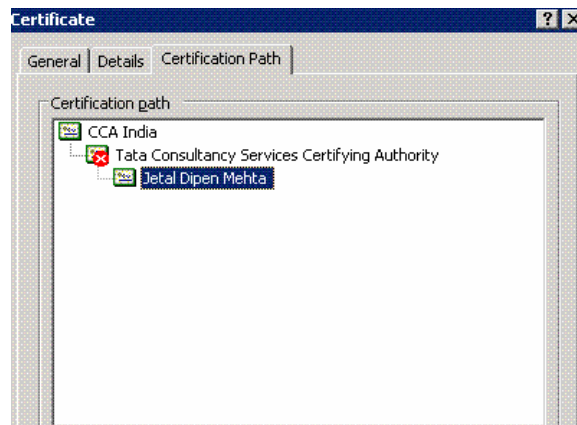 Certificate
General Details Certification Path
Certification path
CCA India
Tata Consultancy Services Certifying Authority
Jetal Dipen Mehta